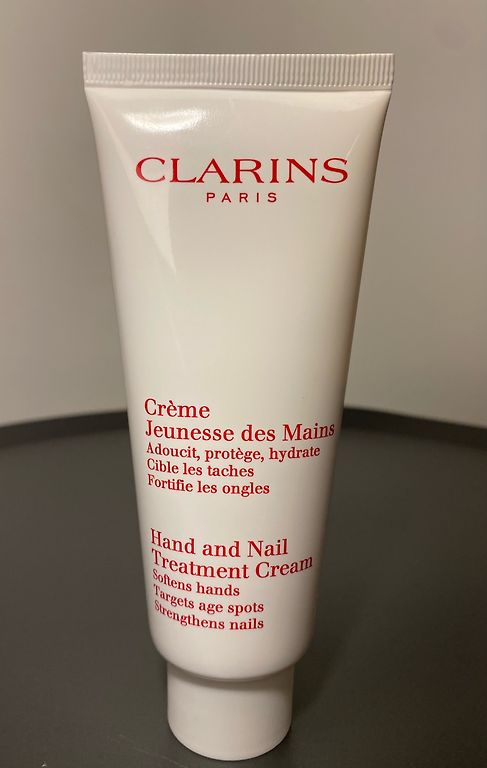 CLARINS
PARIS
Crème
Jeunesse des Mains
Adoucit, protège, hydrate
Cible les taches
Fortifie les ongles
Hand and Nail
Treatment Cream
Softens hands
Targets age spots
Strengthens nails